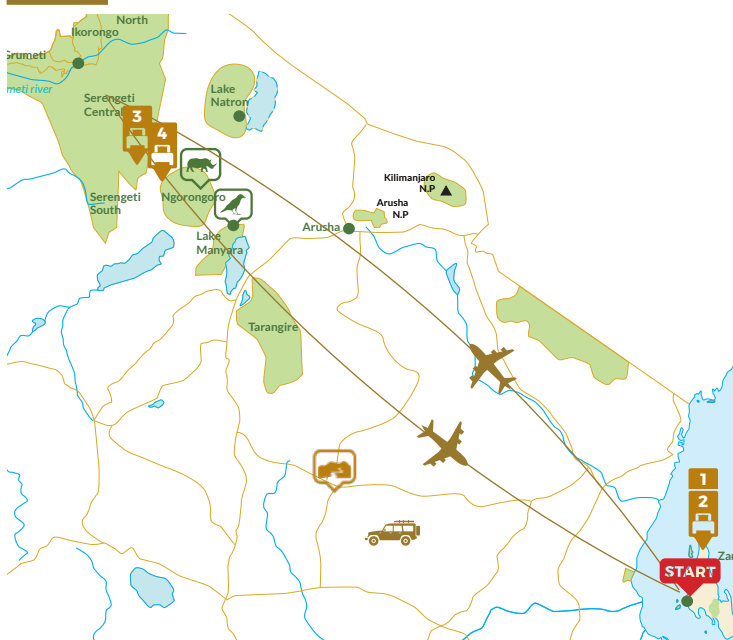 North
Ikorongo
Grumeti
meti river
Serengeti
Central
Lake
Natron
3
4
Kilimanjaro
N.P
Arusha
N.P
Serengeti
South
Ngorongoro
Arusha
Lake
Manyara
Tarangire
1
2
Zan
START